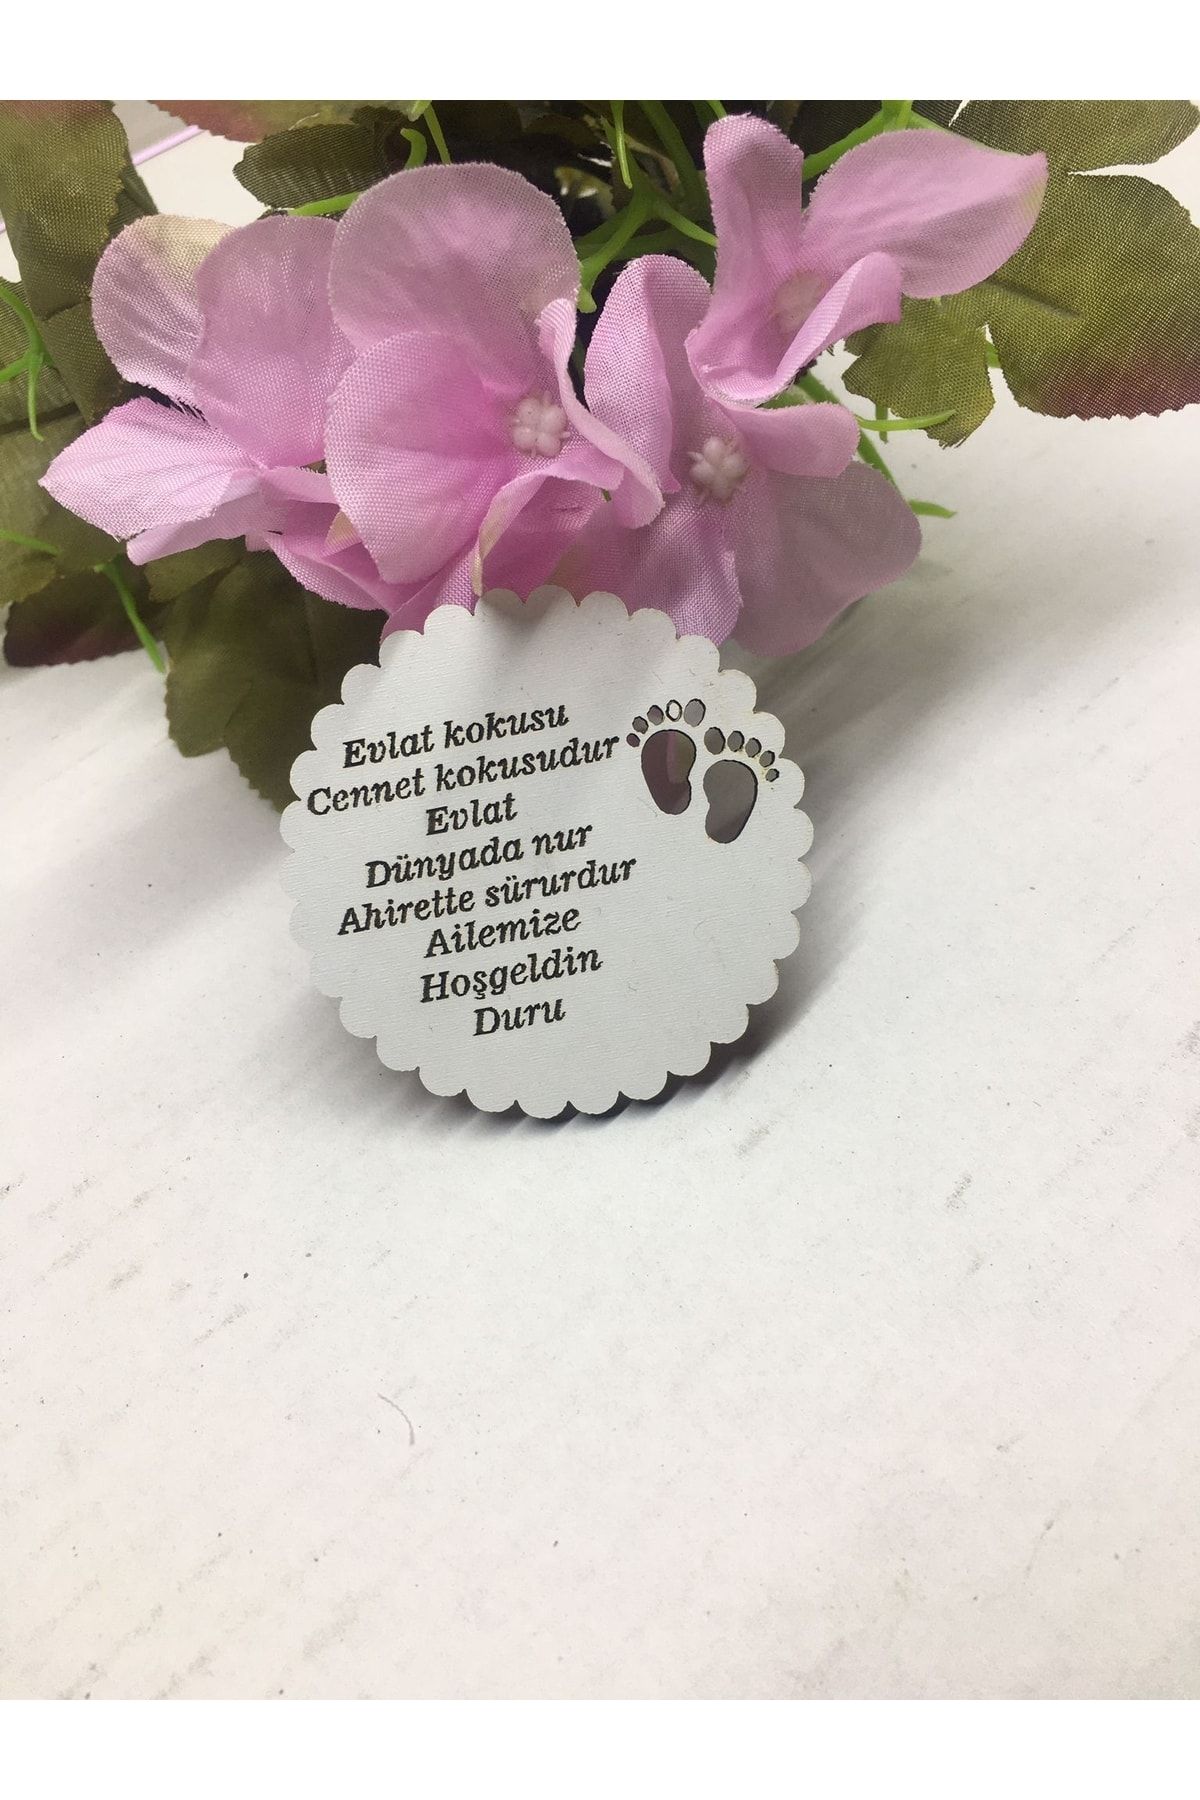 Evlat kokusu
Cennet kokusudur
Evlat
Dünyada nur
Ahirette sürurdur
Ailemize
Hoşgeldin
Duru